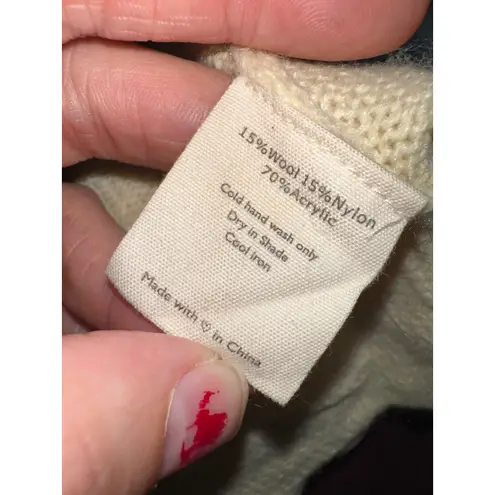 15%Wool 15%Nylon
70%Acrylic
Cold hand wash only
Dry in Shade
Cool iron
Made with ♡ in China